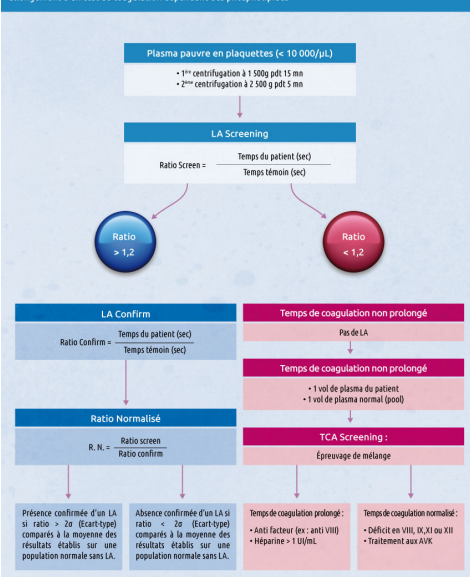 Plasma pauvre en plaquettes (< 10 000/µL)
• 1ère centrifugation à 1 500g pdt 15 mn
• 2ème centrifugation à 2 500 g pdt 5 mn
LA Screening
Ratio Screen =
Temps du patient (sec)
Temps témoin (sec)
Ratio
> 1,2
Ratio
< 1,2
LA Confirm
Ratio Confirm =
Temps du patient (sec)
Temps témoin (sec)
Ratio Normalisé
R. N. =
Ratio screen
Ratio confirm
Présence confirmée d'un LA
si ratio > 2σ (Ecart-type)
comparés à la moyenne des
résultats établis sur une
population normale sans LA.
Absence confirmée d'un LA si
ratio < 2σ (Ecart-type)
comparés à la moyenne des
résultats établis sur une
population normale sans LA.
Temps de coagulation non prolongé
Pas de LA
Temps de coagulation non prolongé
• 1 vol de plasma du patient
• 1 vol de plasma normal (pool)
TCA Screening :
Épreuvage de mélange
Temps de coagulation prolongé :
• Anti facteur (ex : anti VIII)
• Héparine > 1 UI/mL
Temps de coagulation normalisé :
• Déficit en VIII, IX,XI ou XII
• Traitement aux AVK